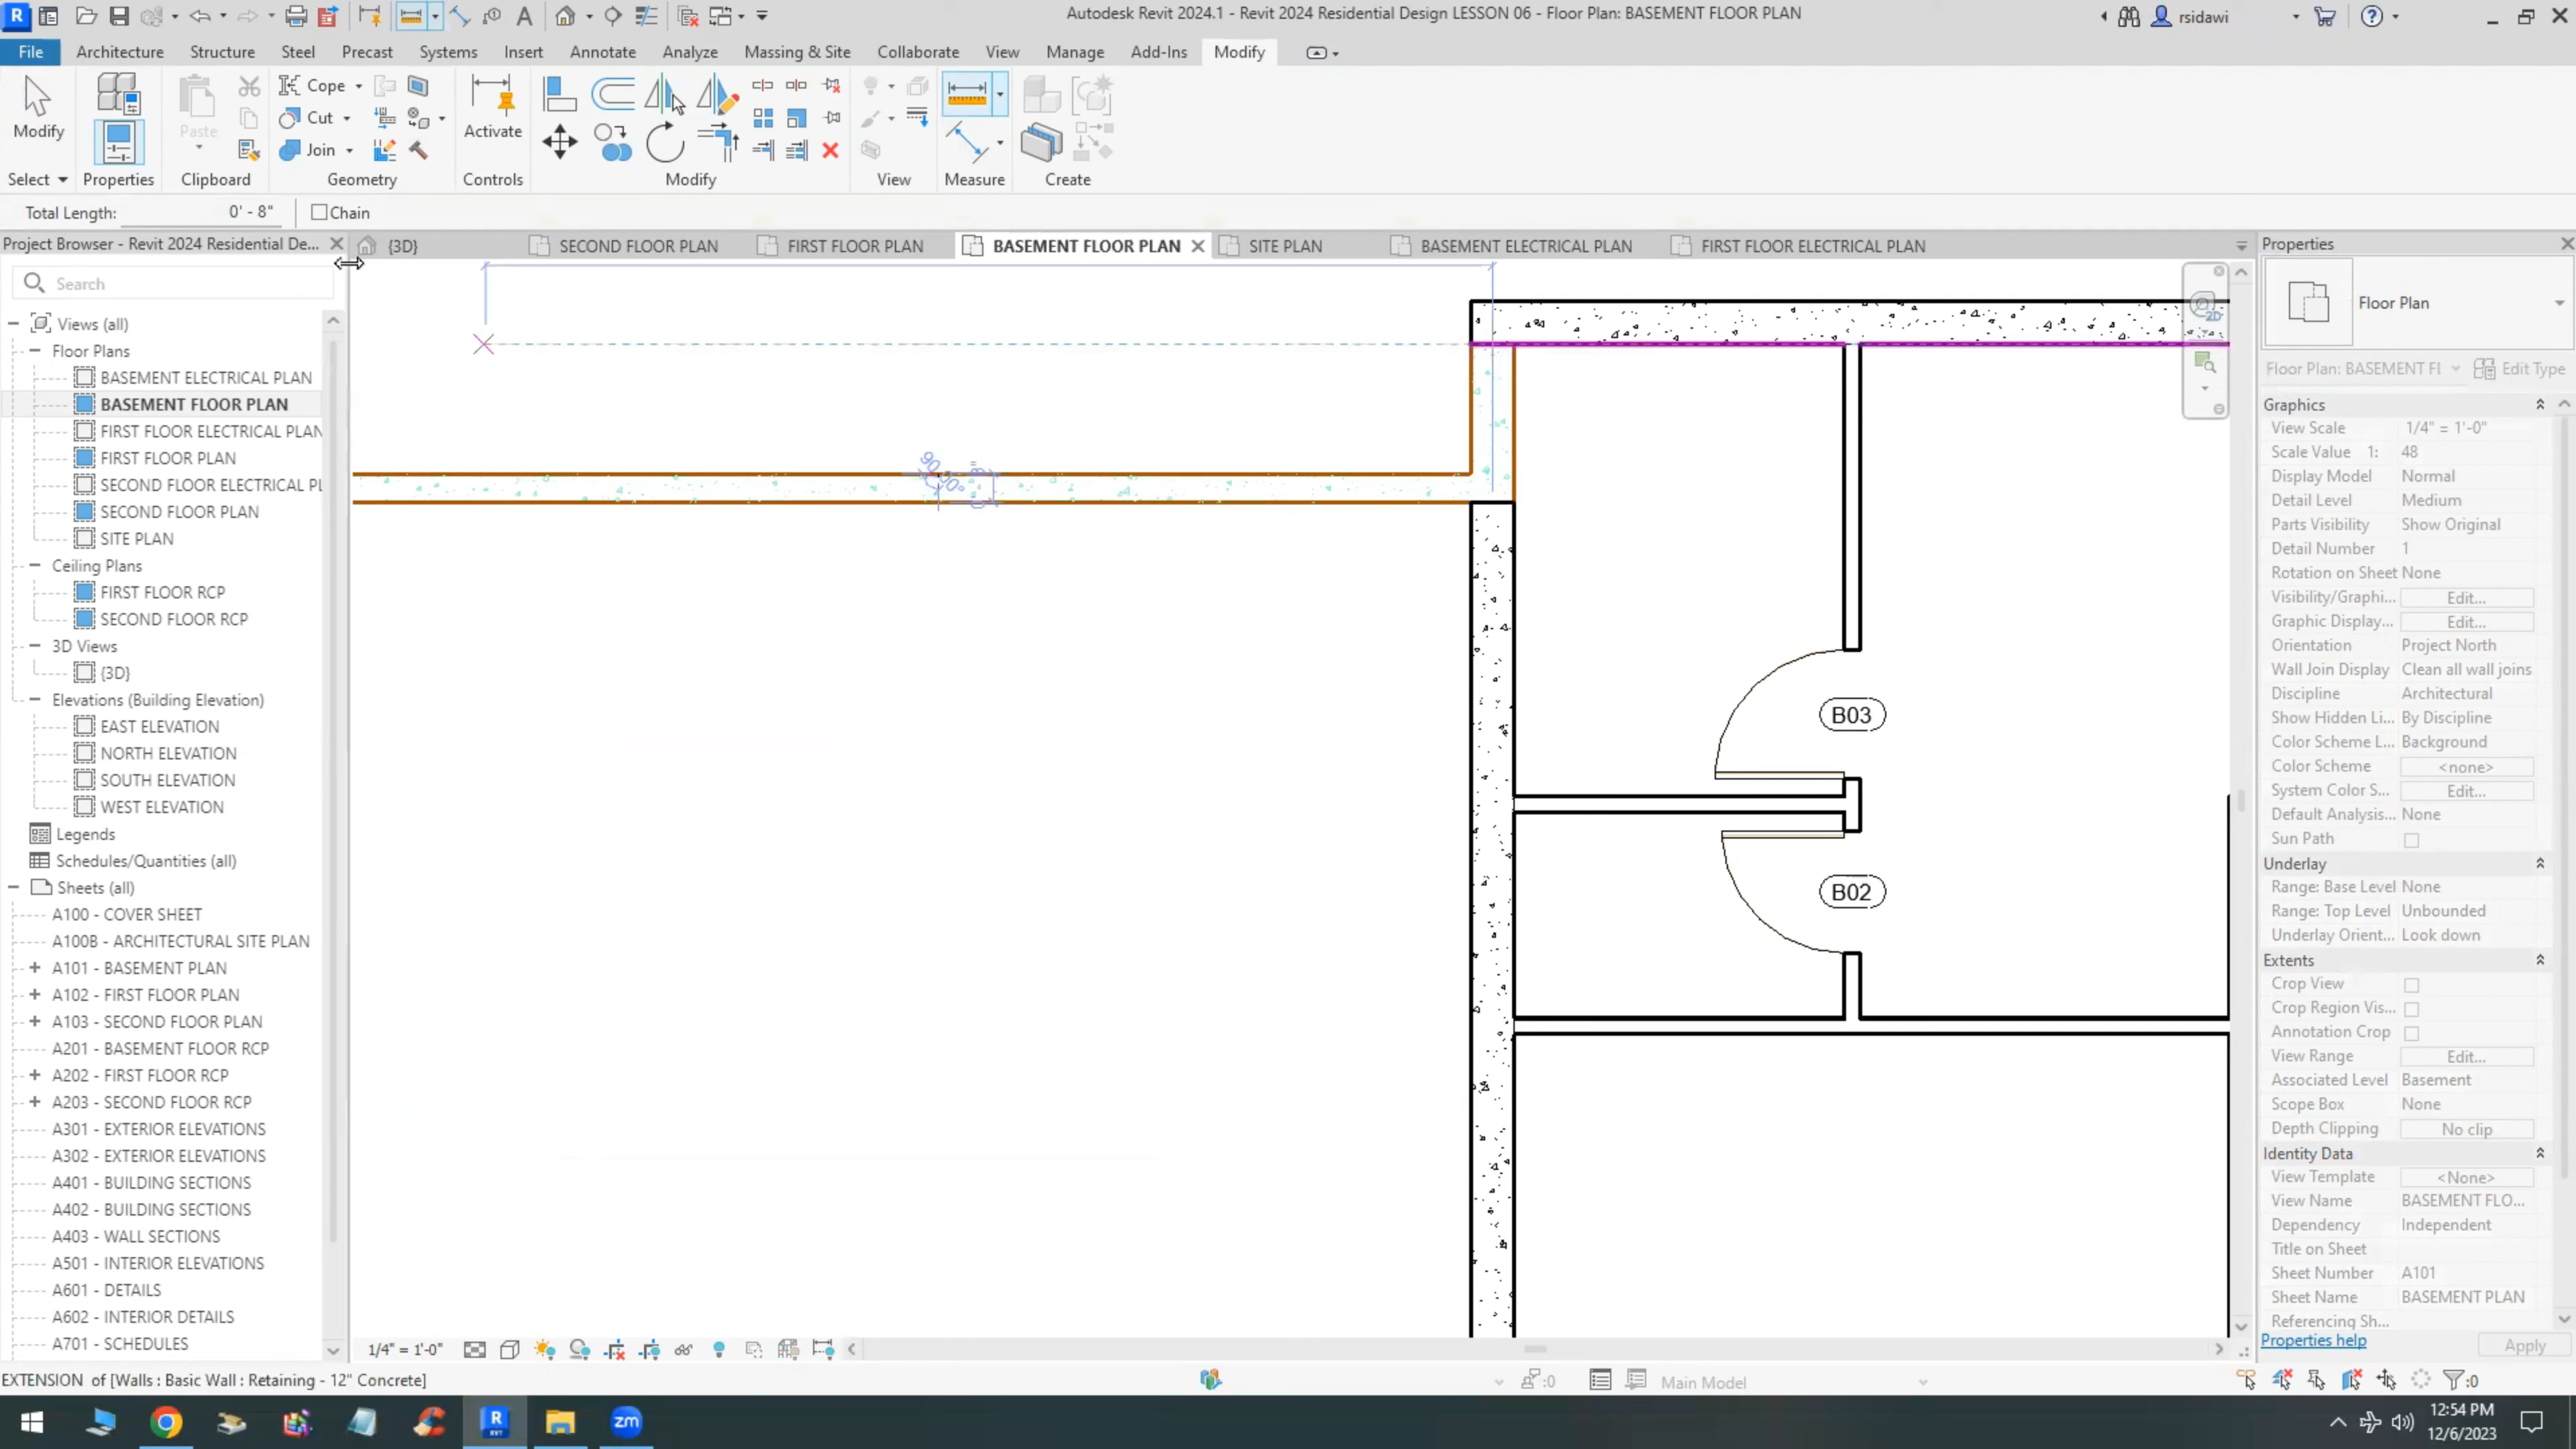 Autodesk Revit 2024.1 - Revit 2024 Residential Design LESSON 06 - Floor Plan: BASEMENT FLOOR PLAN
rsidawi
File Architecture Structure Steel Precast Systems Insert Annotate Analyze Massing & Site Collaborate View Manage Add-Ins Modify
Modify Paste Cope Cut Join Activate
Select Properties Clipboard Geometry Controls Modify View Measure Create
Total Length: 0' - 8" Chain
Project Browser - Revit 2024 Residential De...
{3D} SECOND FLOOR PLAN FIRST FLOOR PLAN BASEMENT FLOOR PLAN SITE PLAN BASEMENT ELECTRICAL PLAN FIRST FLOOR ELECTRICAL PLAN
Search
Views (all)
Floor Plans
BASEMENT ELECTRICAL PLAN
BASEMENT FLOOR PLAN
FIRST FLOOR ELECTRICAL PLAN
FIRST FLOOR PLAN
SECOND FLOOR ELECTRICAL PL
SECOND FLOOR PLAN
SITE PLAN
Ceiling Plans
FIRST FLOOR RCP
SECOND FLOOR RCP
3D Views
{3D}
Elevations (Building Elevation)
EAST ELEVATION
NORTH ELEVATION
SOUTH ELEVATION
WEST ELEVATION
Legends
Schedules/Quantities (all)
Sheets (all)
A100 - COVER SHEET
A100B - ARCHITECTURAL SITE PLAN
A101 - BASEMENT PLAN
A102 - FIRST FLOOR PLAN
A103 - SECOND FLOOR PLAN
A201 - BASEMENT FLOOR RCP
A202 - FIRST FLOOR RCP
A203 - SECOND FLOOR RCP
A301 - EXTERIOR ELEVATIONS
A302 - EXTERIOR ELEVATIONS
A401 - BUILDING SECTIONS
A402 - BUILDING SECTIONS
A403 - WALL SECTIONS
A501 - INTERIOR ELEVATIONS
A601 - DETAILS
A602 - INTERIOR DETAILS
A701 - SCHEDULES
2D
B03
B02
Properties
Floor Plan
Floor Plan: BASEMENT Fl Edit Type
Graphics
View Scale 1/4" = 1'-0"
Scale Value 1: 48
Display Model Normal
Detail Level Medium
Parts Visibility Show Original
Detail Number 1
Rotation on Sheet None
Visibility/Graphi... Edit...
Graphic Display... Edit...
Orientation Project North
Wall Join Display Clean all wall joins
Discipline Architectural
Show Hidden Li... By Discipline
Color Scheme L... Background
Color Scheme <none>
System Color S... Edit...
Default Analysis... None
Sun Path
Underlay
Range: Base Level None
Range: Top Level Unbounded
Underlay Orient... Look down
Extents
Crop View
Crop Region Vis...
Annotation Crop
View Range Edit...
Associated Level Basement
Scope Box None
Depth Clipping No clip
Identity Data
View Template <None>
View Name BASEMENT FLO...
Dependency Independent
Title on Sheet
Sheet Number A101
Sheet Name BASEMENT PLAN
Referencing Sh...
Properties help Apply
1/4" = 1'-0"
EXTENSION of [Walls : Basic Wall : Retaining - 12" Concrete]
:0 Main Model :0
zm
12:54 PM
12/6/2023